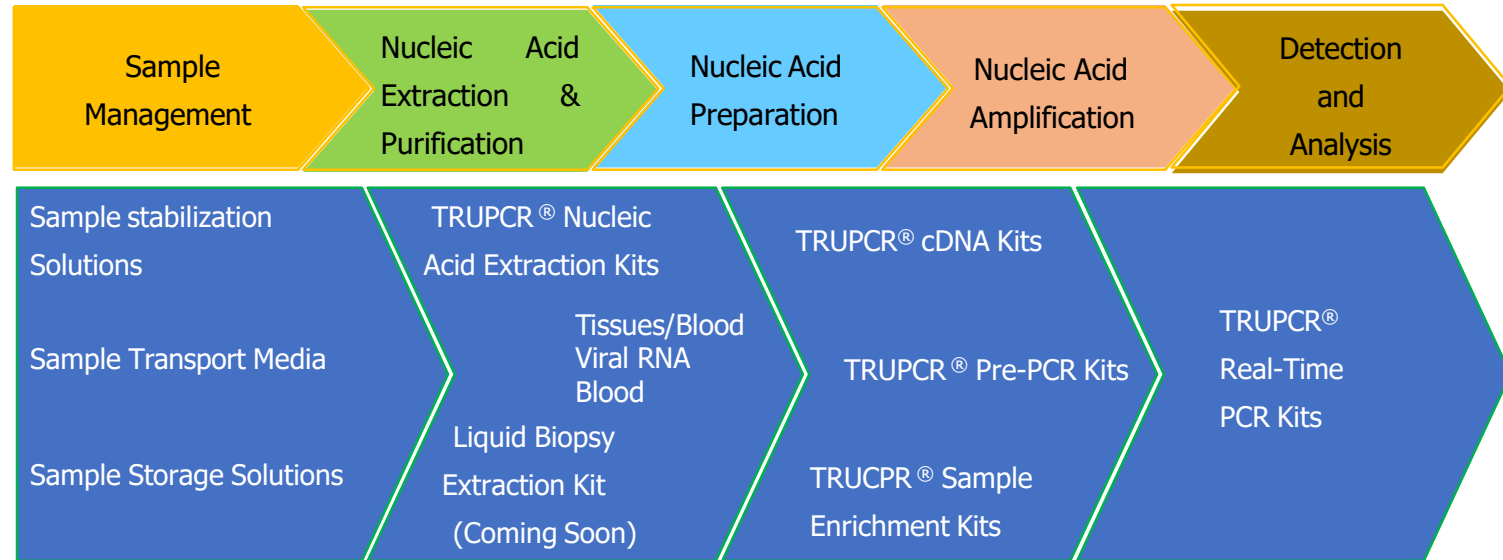 Sample
Management
Nucleic Acid
Extraction &
Purification
Nucleic Acid
Preparation
Nucleic Acid
Amplification
Detection
and
Analysis
Sample stabilization
Solutions
Sample Transport Media
Sample Storage Solutions
TRUPCR ® Nucleic
Acid Extraction Kits
Tissues/Blood
Viral RNA
Blood
Liquid Biopsy
Extraction Kit
(Coming Soon)
TRUPCR® cDNA Kits
TRUPCR ® Pre-PCR Kits
TRUCPR ® Sample
Enrichment Kits
TRUPCR®
Real-Time
PCR Kits